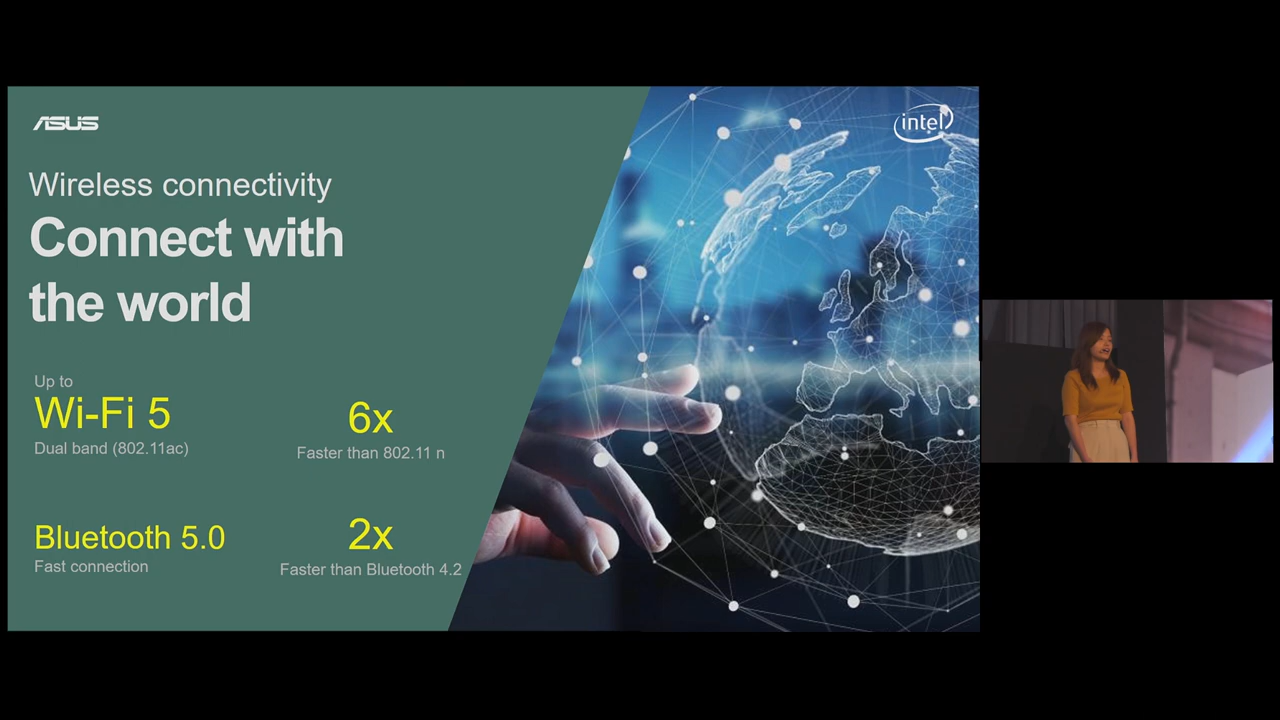 ASUS
intel
Wireless connectivity
Connect with
the world
Up to
Wi-Fi 5
Dual band (802.11ac)
6x
Faster than 802.11 n
Bluetooth 5.0
Fast connection
2x
Faster than Bluetooth 4.2